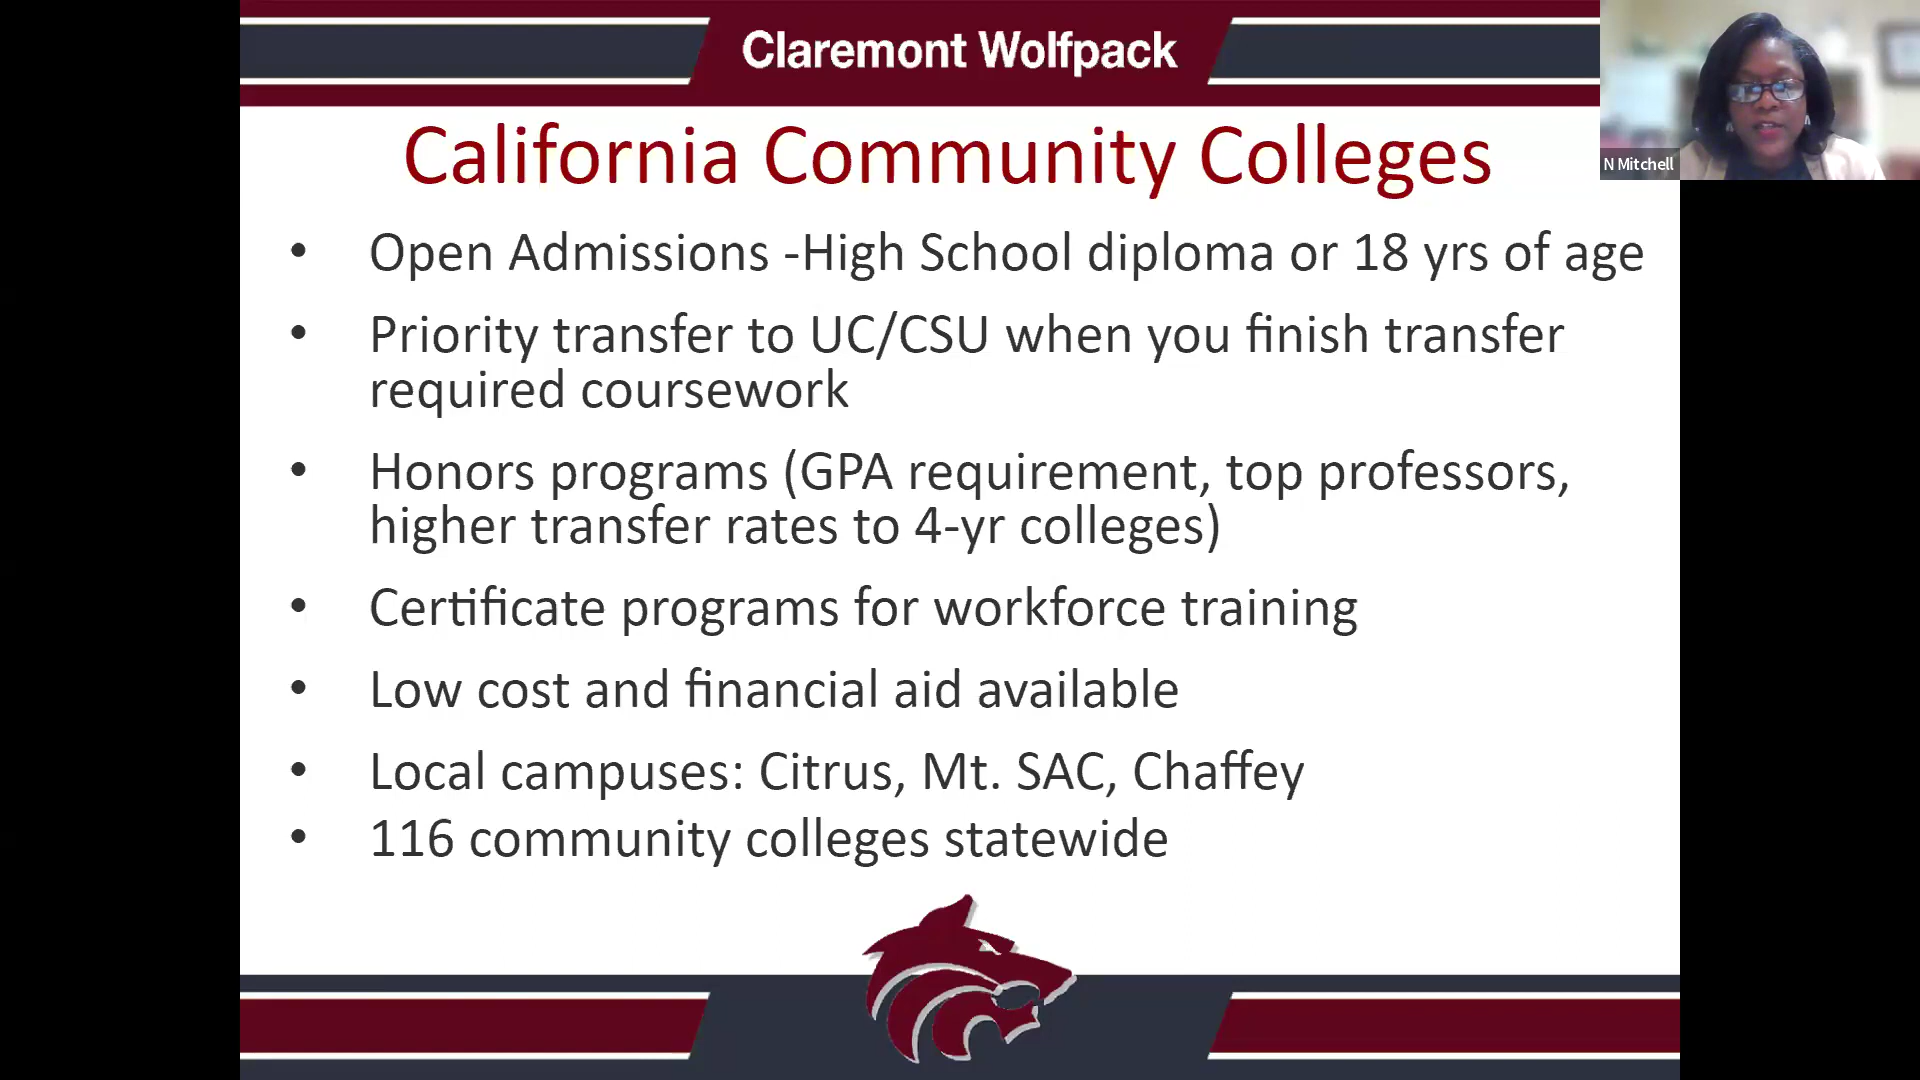 Claremont Wolfpack
N Mitchell
California Community Colleges
• Open Admissions -High School diploma or 18 yrs of age
• Priority transfer to UC/CSU when you finish transfer
required coursework
• Honors programs (GPA requirement, top professors,
higher transfer rates to 4-yr colleges)
• Certificate programs for workforce training
• Low cost and financial aid available
• Local campuses: Citrus, Mt. SAC, Chaffey
• 116 community colleges statewide